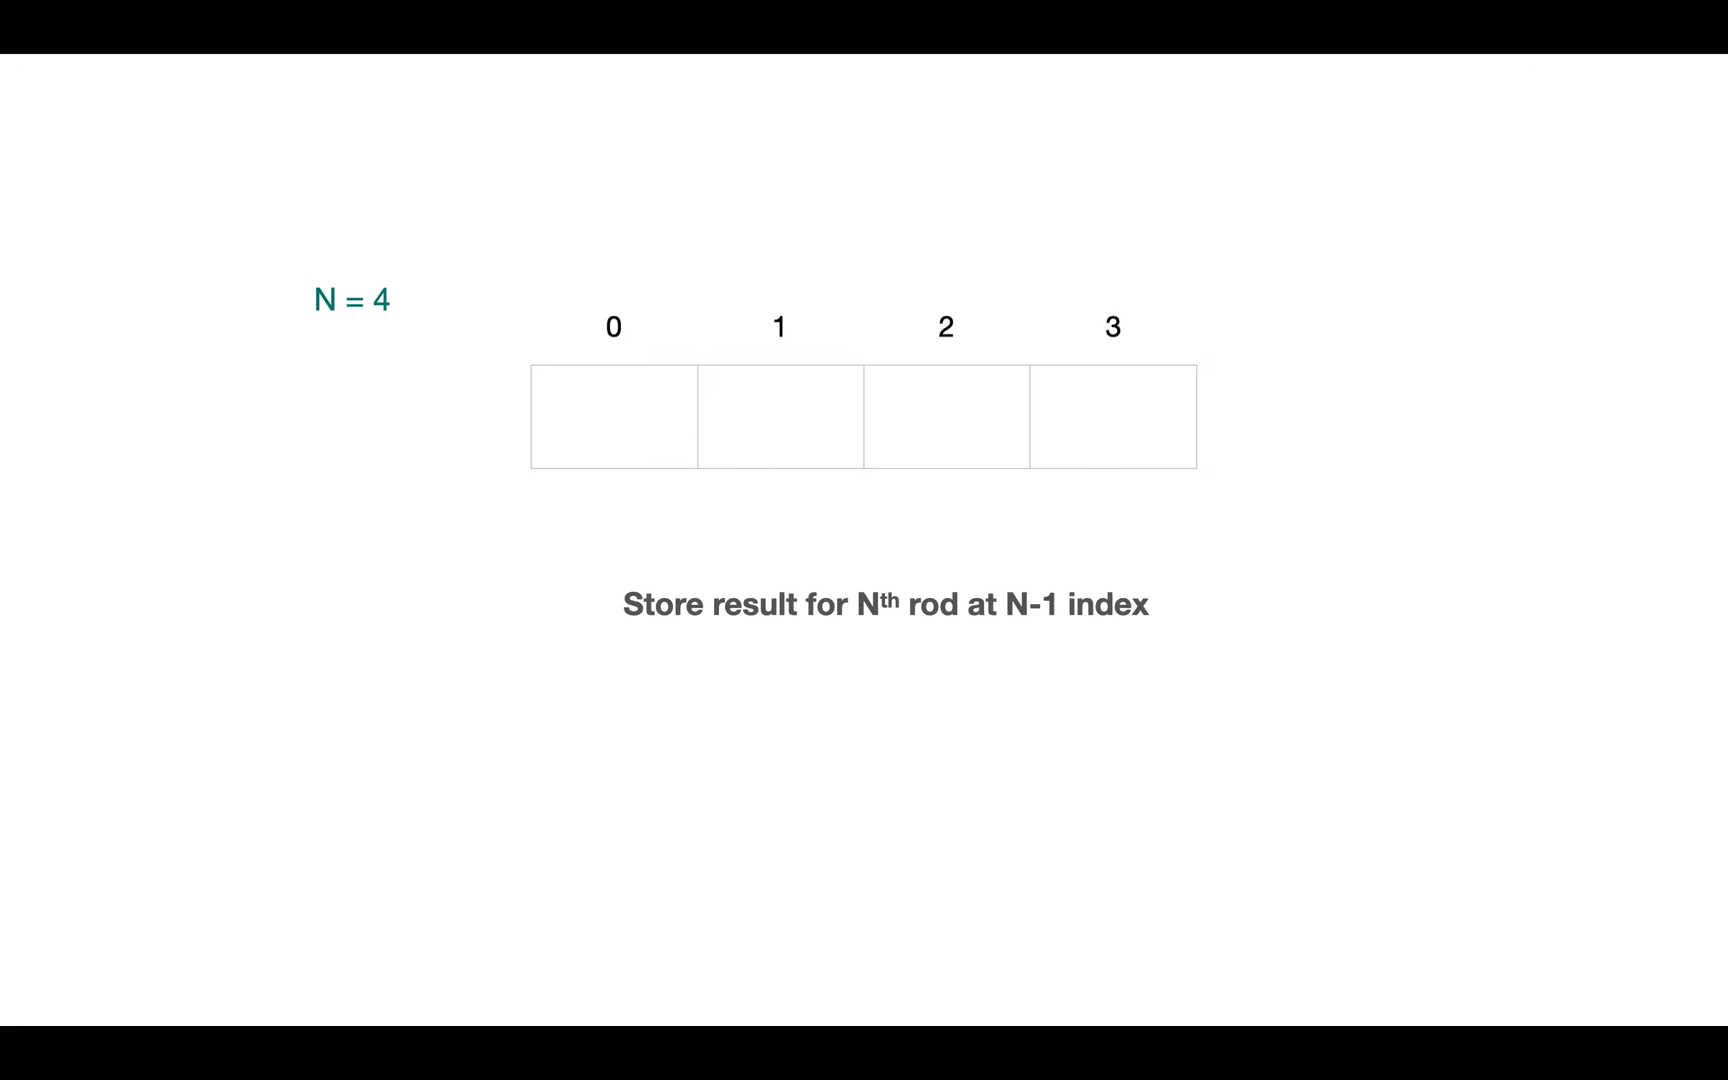 N = 4
0 1 2 3
Store result for Nth rod at N-1 index